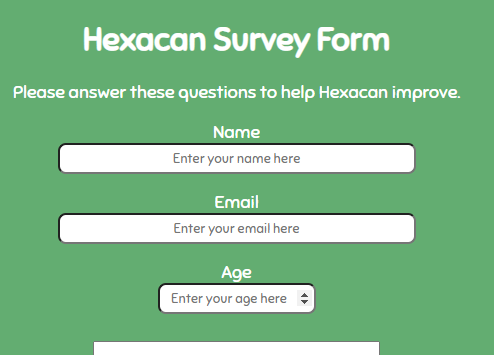 Hexacan Survey Form
Please answer these questions to help Hexacan improve.
Name
Enter your name here
Email
Enter your email here
Age
Enter your age here